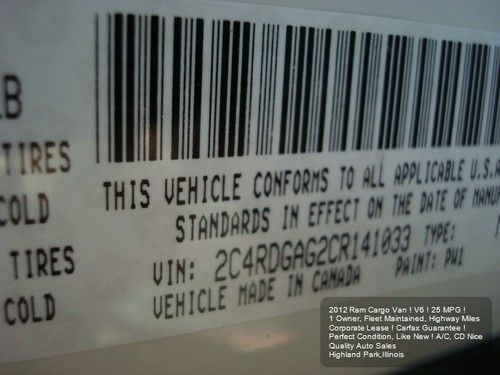 LB
TIRES
COLD
TIRES
COLD
THIS VEHICLE CONFORMS TO ALL APPLICABLE U.S.A
STANDARDS IN EFFECT ON THE DATE OF MANUF
VIN: 2C4RDGAG2CR141033 TYPE:
VEHICLE MADE IN CANADA PAINT: PW1
2012 Ram Cargo Van ! V6 ! 25 MPG !
1 Owner, Fleet Maintained, Highway Miles
Corporate Lease ! Carfax Guarantee !
Perfect Condition, Like New ! A/C, CD Nice
Quality Auto Sales
Highland Park,Illinois